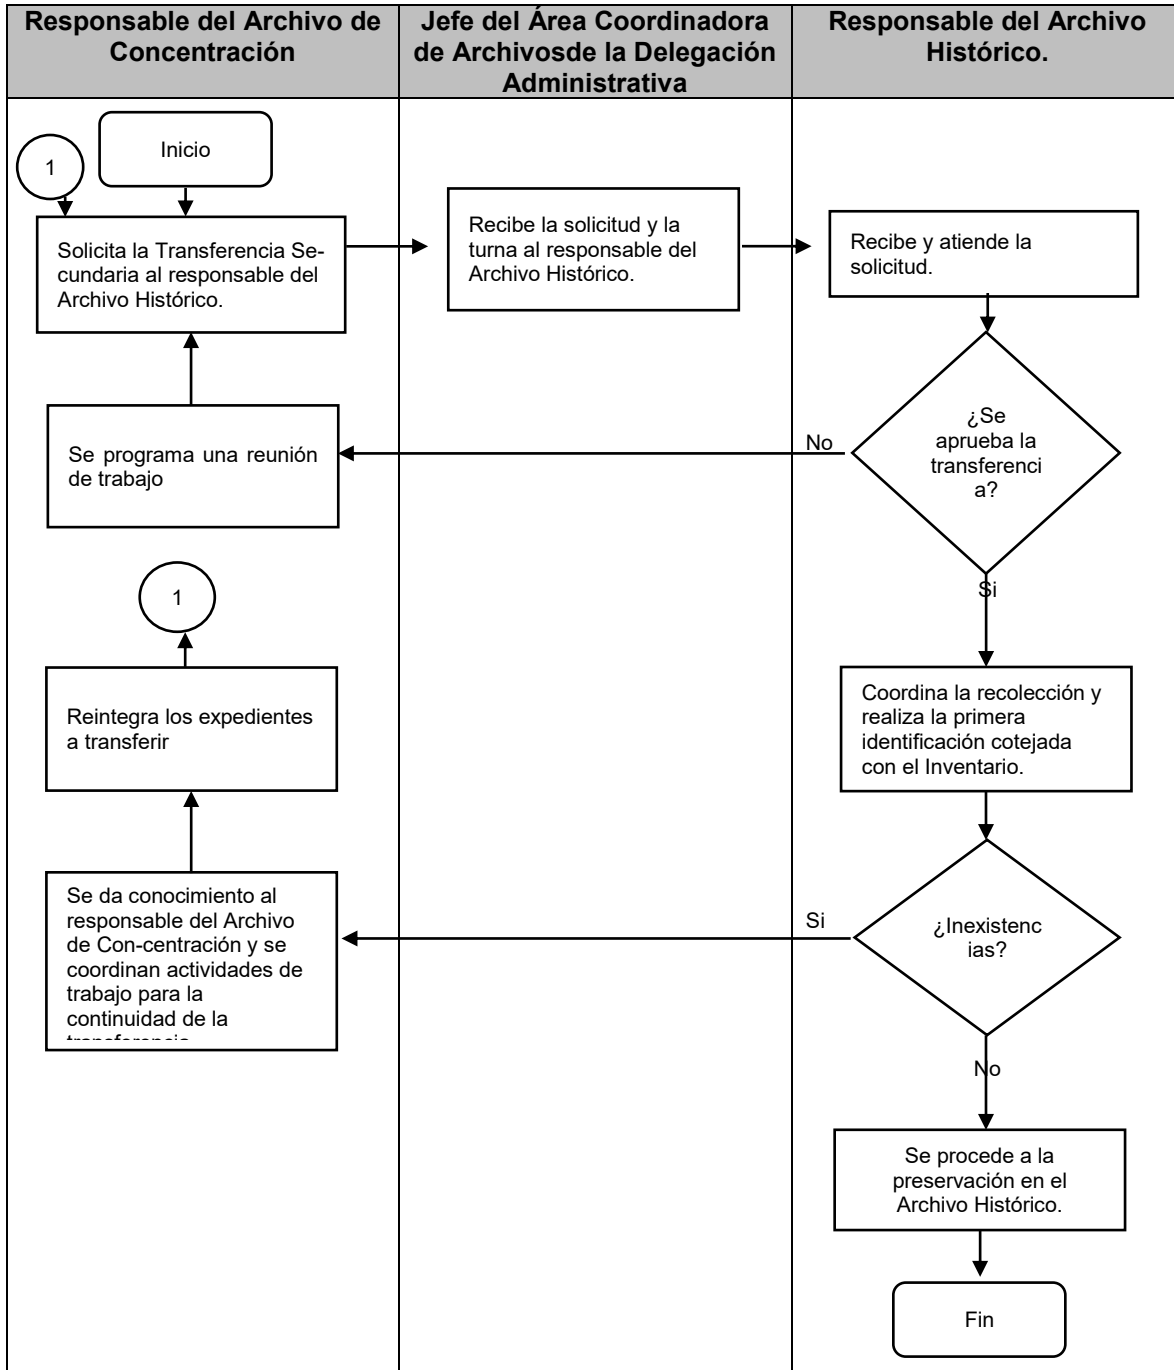 Responsable del Archivo de
Concentración
Jefe del Área Coordinadora
de Archivosde la Delegación
Administrativa
Responsable del Archivo
Histórico.
1
Inicio
Solicita la Transferencia Se-
cundaria al responsable del
Archivo Histórico.
Recibe la solicitud y la
turna al responsable del
Archivo Histórico.
Recibe y atiende la
solicitud.
¿Se
aprueba la
transferenci
a?
No
Se programa una reunión
de trabajo
Si
1
Reintegra los expedientes
a transferir
Coordina la recolección y
realiza la primera
identificación cotejada
con el Inventario.
¿Inexistenc
ias?
Si
Se da conocimiento al
responsable del Archivo
de Con-centración y se
coordinan actividades de
trabajo para la
continuidad de la
No
Se procede a la
preservación en el
Archivo Histórico.
Fin